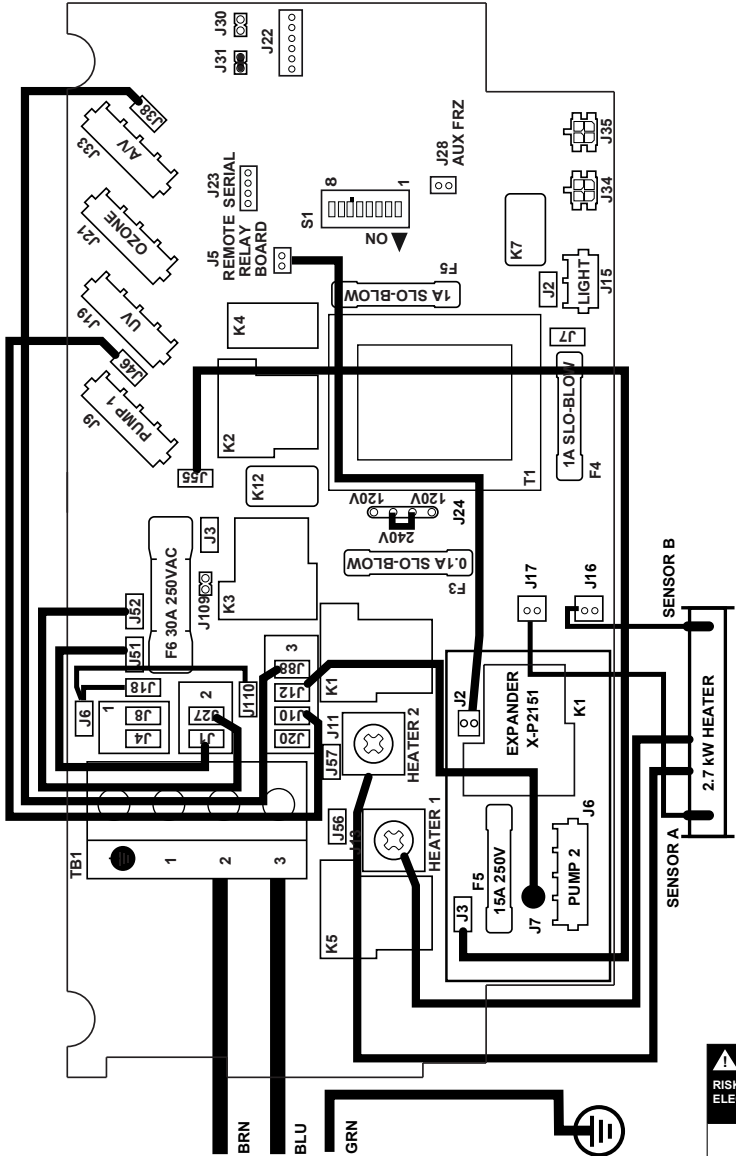 J30
J31
J22
J38
J33
A/V
J23 SERIAL
J21
OZONE
J5
REMOTE
RELAY
BOARD
S1
8
1
ON
J28
AUX FRZ
J35
J34
J19
UV
J46
K4
F5
1A SLO-BLOW
K7
J2
LIGHT
J15
J7
J9
PUMP 1
K2
J55
K12
T1
1A SLO-BLOW
F4
120V
120V
240V
J24
J3
F6 30A 250VAC
J109
K3
0.1A SLO-BLOW
F3
J52
J51
J18
J6
J110
1
J8
J4
2
J27
J1
3
J88
J12
J10
J20
K1
J11
J57
HEATER 2
J56
J13
HEATER 1
K5
TB1
1
2
3
J17
J16
SENSOR B
J2
EXPANDER
X-P2151
K1
F5
15A 250V
J3
J7
J6
PUMP 2
2.7 kW HEATER
SENSOR A
BRN
BLU
GRN